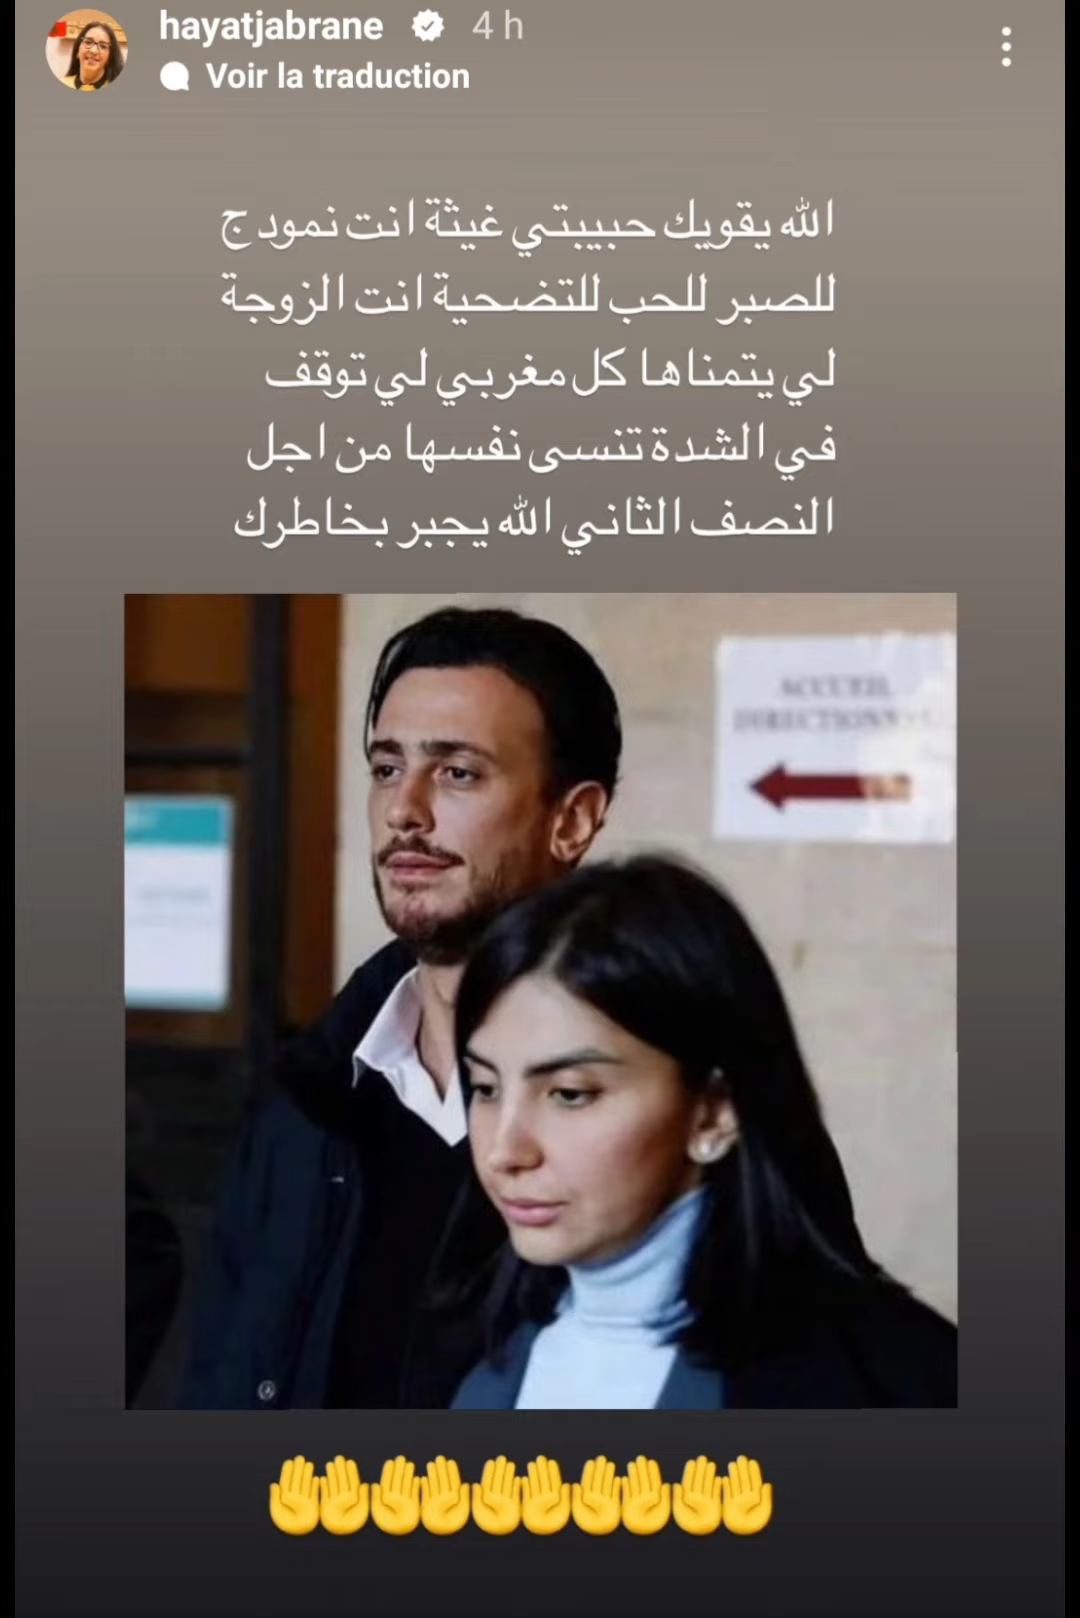 hayatjabrane 4 h
Voir la traduction
الله يقويك حبيبتي غيثة انت نمودج
للصبر للحب للتضحية انت الزوجة
لي يتمناها كل مغربي لي توقف
في الشدة تنسى نفسها من اجل
النصف الثاني الله يجبر بخاطرك
ACCUEIL